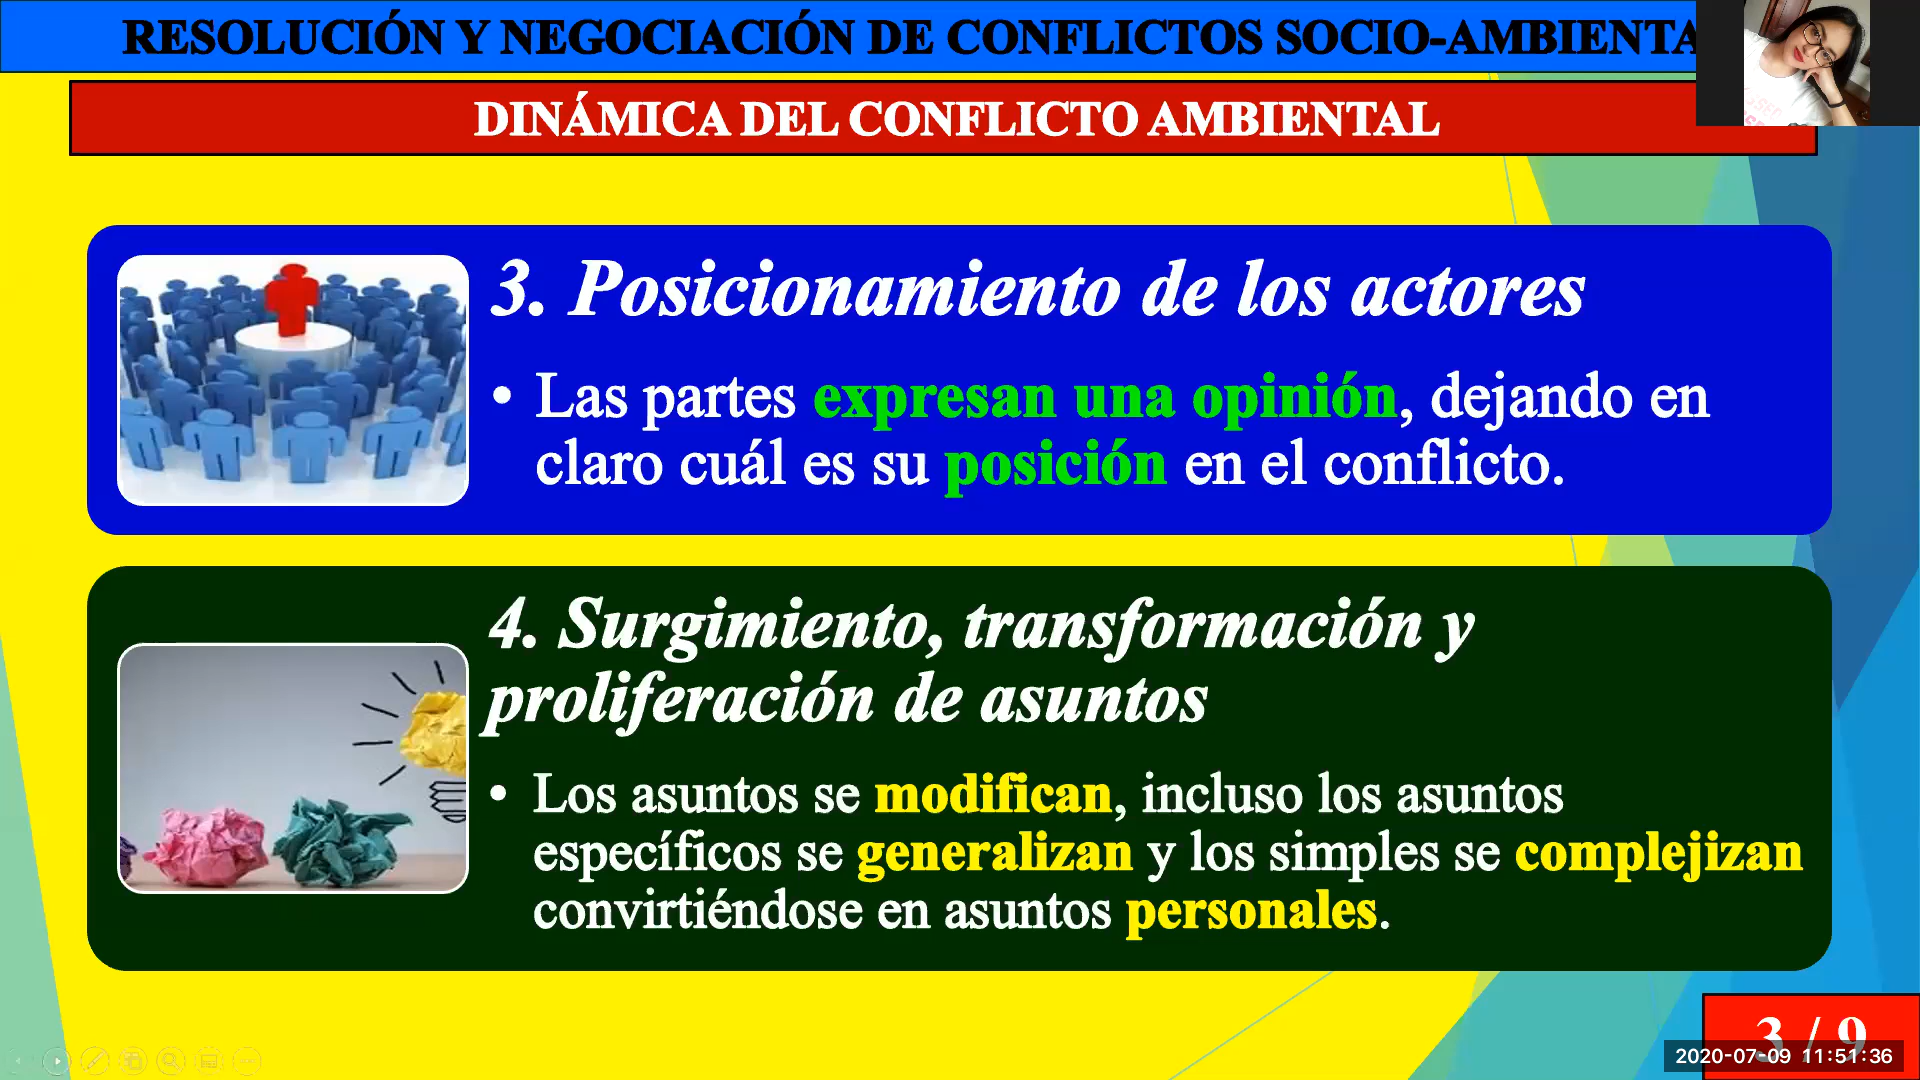 RESOLUCIÓN Y NEGOCIACIÓN DE CONFLICTOS SOCIO-AMBIENTA
DINÁMICA DEL CONFLICTO AMBIENTAL
3. Posicionamiento de los actores
• Las partes expresan una opinión, dejando en
claro cuál es su posición en el conflicto.
4. Surgimiento, transformación y
proliferación de asuntos
• Los asuntos se modifican, incluso los asuntos
específicos se generalizan y los simples se complejizan
convirtiéndose en asuntos personales.
3 / 9
2020-07-09 11:51:36